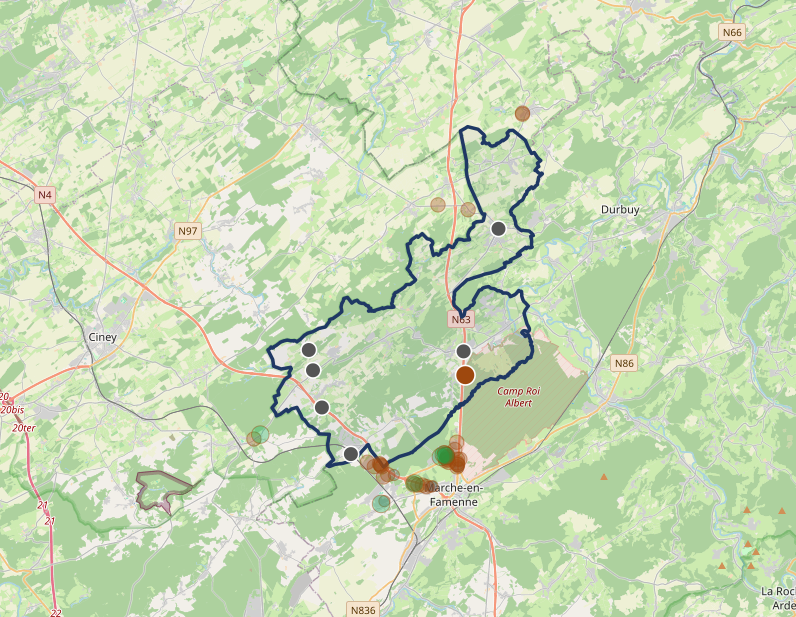 N66
N4
Durbuy
N97
N63
Ciney
N86
Camp Roi
Albert
20
20bis
20ter
Marche-en-
Famenne
21
21
La Roc
Arde
N836
22